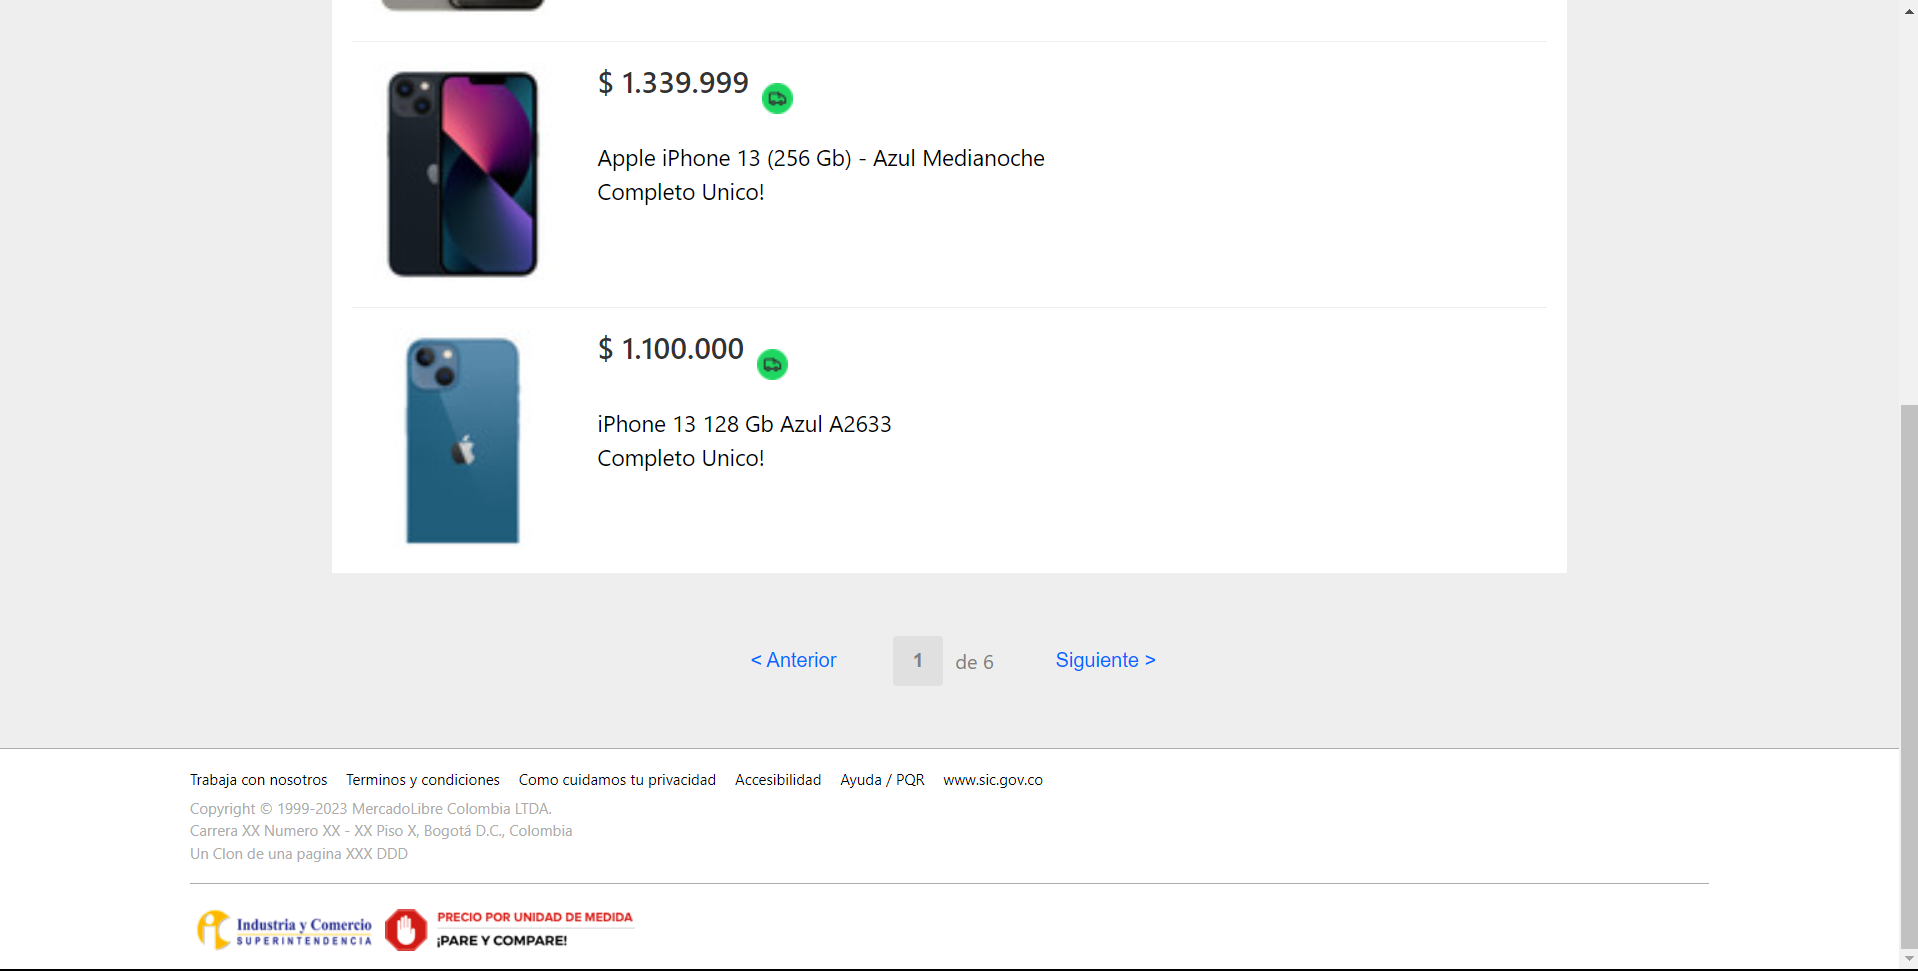 $ 1.339.999
Apple iPhone 13 (256 Gb) - Azul Medianoche
Completo Unico!
$ 1.100.000
iPhone 13 128 Gb Azul A2633
Completo Unico!
< Anterior 1 de 6 Siguiente >
Trabaja con nosotros Terminos y condiciones Como cuidamos tu privacidad Accesibilidad Ayuda / PQR www.sic.gov.co
Copyright © 1999-2023 MercadoLibre Colombia LTDA.
Carrera XX Numero XX - XX Piso X, Bogotá D.C., Colombia
Un Clon de una pagina XXX DDD
Industria y Comercio
SUPERINTENDENCIA
PRECIO POR UNIDAD DE MEDIDA
¡PARE Y COMPARE!